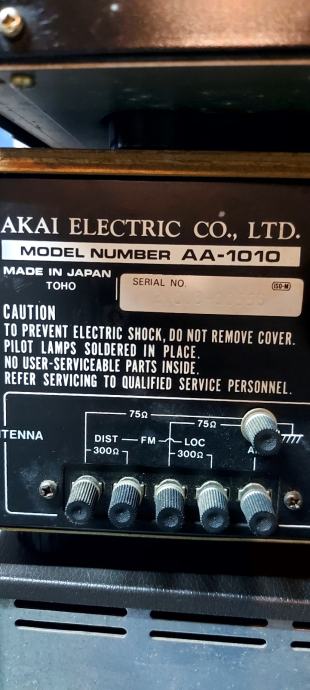 AKAI ELECTRIC CO., LTD.
MODEL NUMBER AA-1010
MADE IN JAPAN
TOHO
SERIAL NO.
ISO-M
CAUTION
TO PREVENT ELECTRIC SHOCK, DO NOT REMOVE COVER.
PILOT LAMPS SOLDERED IN PLACE.
NO USER-SERVICEABLE PARTS INSIDE.
REFER SERVICING TO QUALIFIED SERVICE PERSONNEL.
75Ω
75Ω
TENNA
DIST FM LOC
300Ω 300Ω